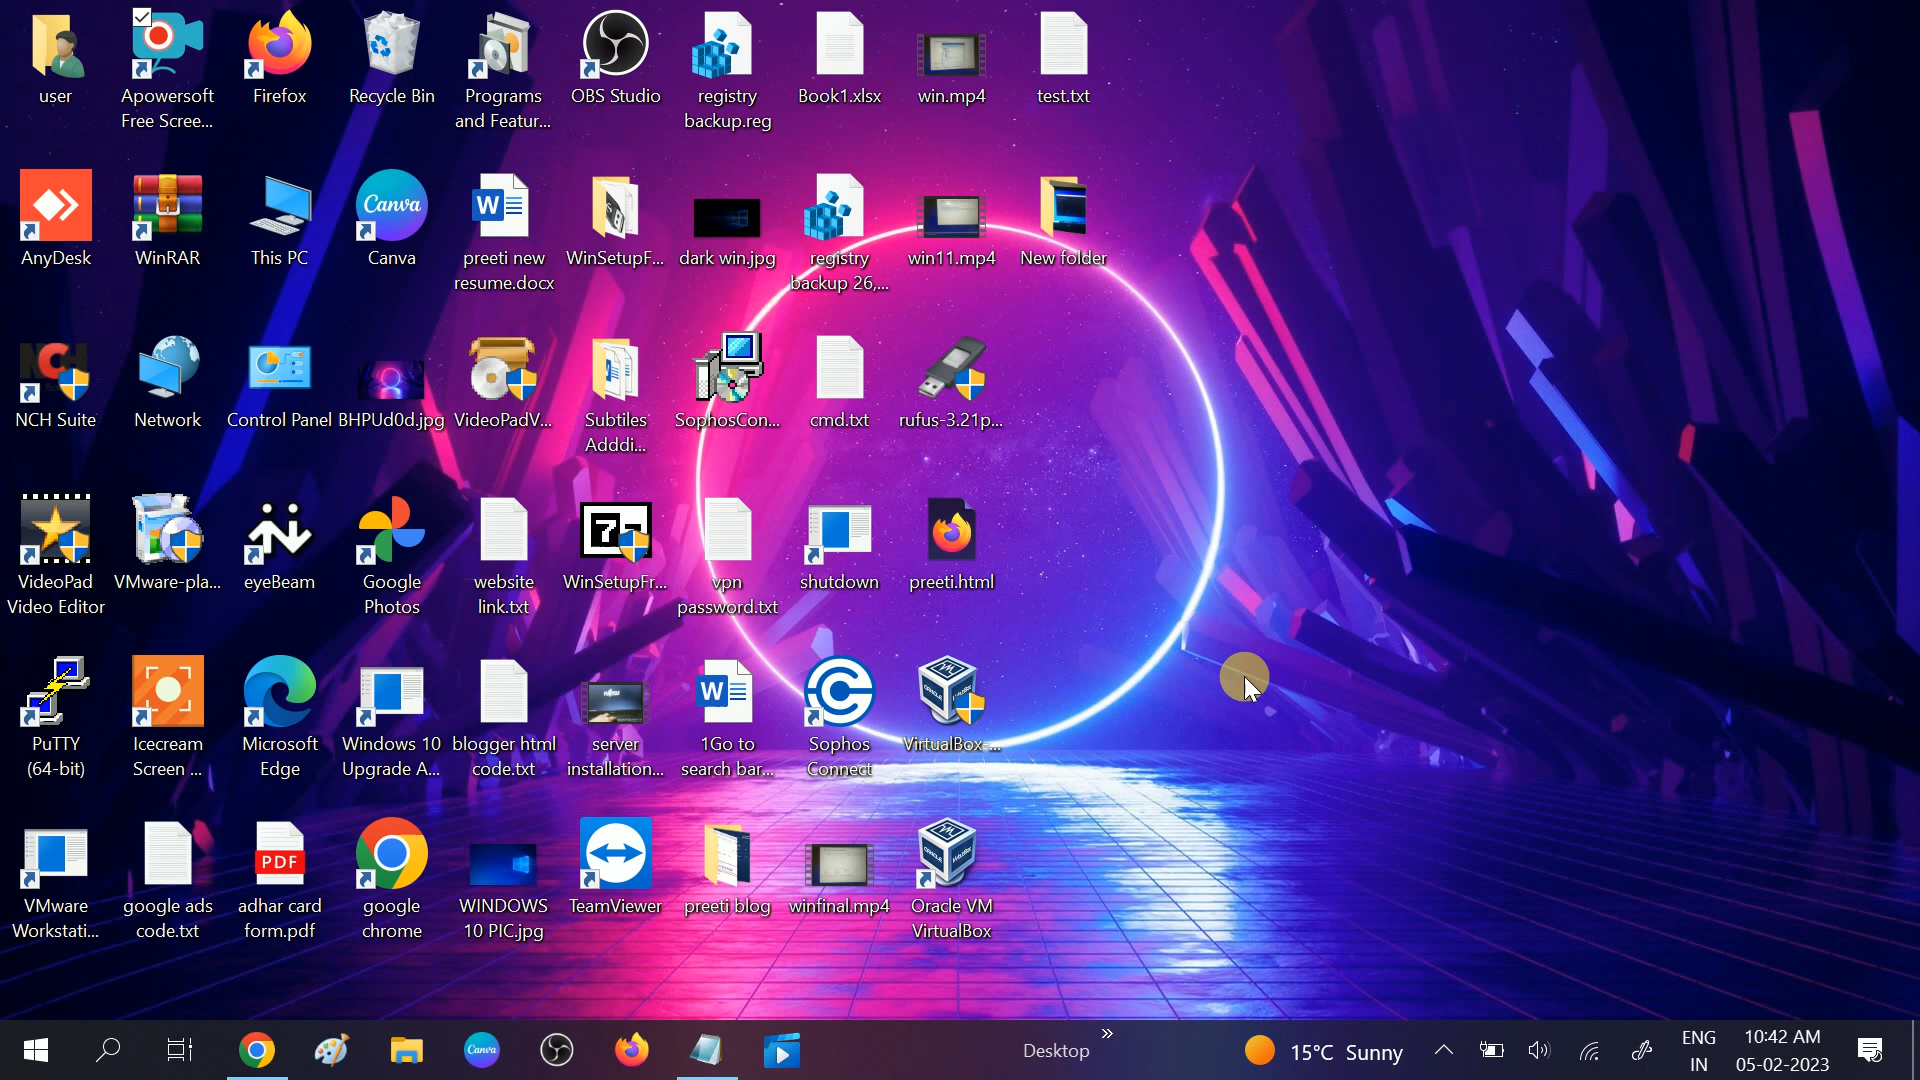 user
Apowersoft
Free Scree...
Firefox
Recycle Bin
Programs
and Featur...
OBS Studio
registry
backup.reg
Book1.xlsx
win.mp4
test.txt
AnyDesk
WinRAR
This PC
Canva
Canva
preeti new
resume.docx
WinSetupF...
dark win.jpg
registry
backup 26,...
win11.mp4
New folder
NCH
NCH Suite
Network
Control Panel
BHPUd0d.jpg
VideoPadV...
Subtiles
Adddi...
SophosCon...
cmd.txt
rufus-3.21p...
VideoPad
Video Editor
VMware-pla...
eyeBeam
Google
Photos
website
link.txt
WinSetupFr...
vpn
password.txt
shutdown
preeti.html
PuTTY
(64-bit)
Icecream
Screen ...
Microsoft
Edge
Windows 10
Upgrade A...
blogger html
code.txt
server
installation...
1Go to
search bar...
Sophos
Connect
VirtualBox-...
VMware
Workstati...
google ads
code.txt
PDF
adhar card
form.pdf
google
chrome
WINDOWS
10 PIC.jpg
TeamViewer
preeti blog
winfinal.mp4
Oracle VM
VirtualBox
Canva
Desktop
15°C Sunny
ENG
IN
10:42 AM
05-02-2023